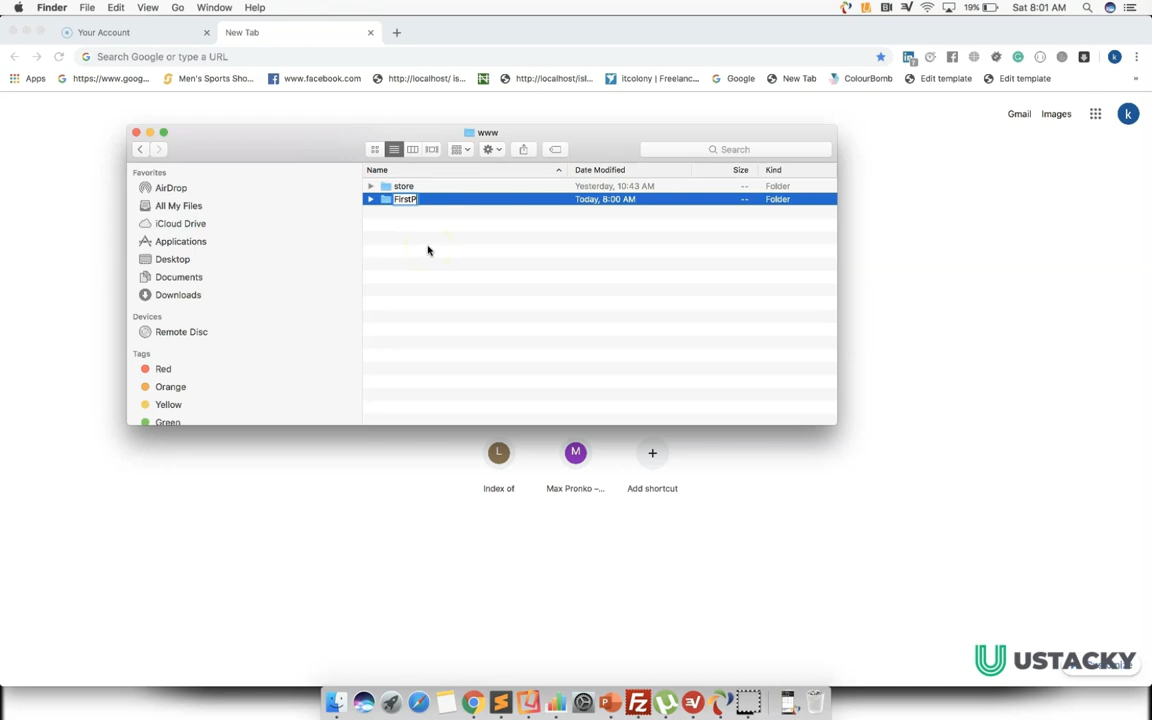 Finder File Edit View Go Window Help 19% Sat 8:01 AM
Your Account New Tab
Search Google or type a URL
Apps https://www.goog... Men's Sports Sho... www.facebook.com http://localhost/ is... http://localhost/isl... itcolony | Freelanc... Google New Tab ColourBomb Edit template Edit template »
Gmail Images k
www
Search
Favorites
AirDrop
All My Files
iCloud Drive
Applications
Desktop
Documents
Downloads
Devices
Remote Disc
Tags
Red
Orange
Yellow
Green
Name Date Modified Size Kind
store Yesterday, 10:43 AM -- Folder
FirstP Today, 8:00 AM -- Folder
L M
Index of Max Pronko –... Add shortcut
USTACKY